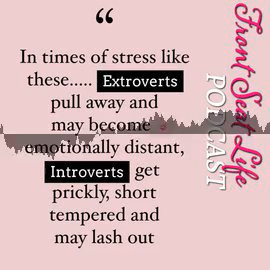 “
In times of stress like
these..... Extroverts
pull away and
may become
emotionally distant,
Introverts get
prickly, short
tempered and
may lash out
Front Seat Life
PODCAST